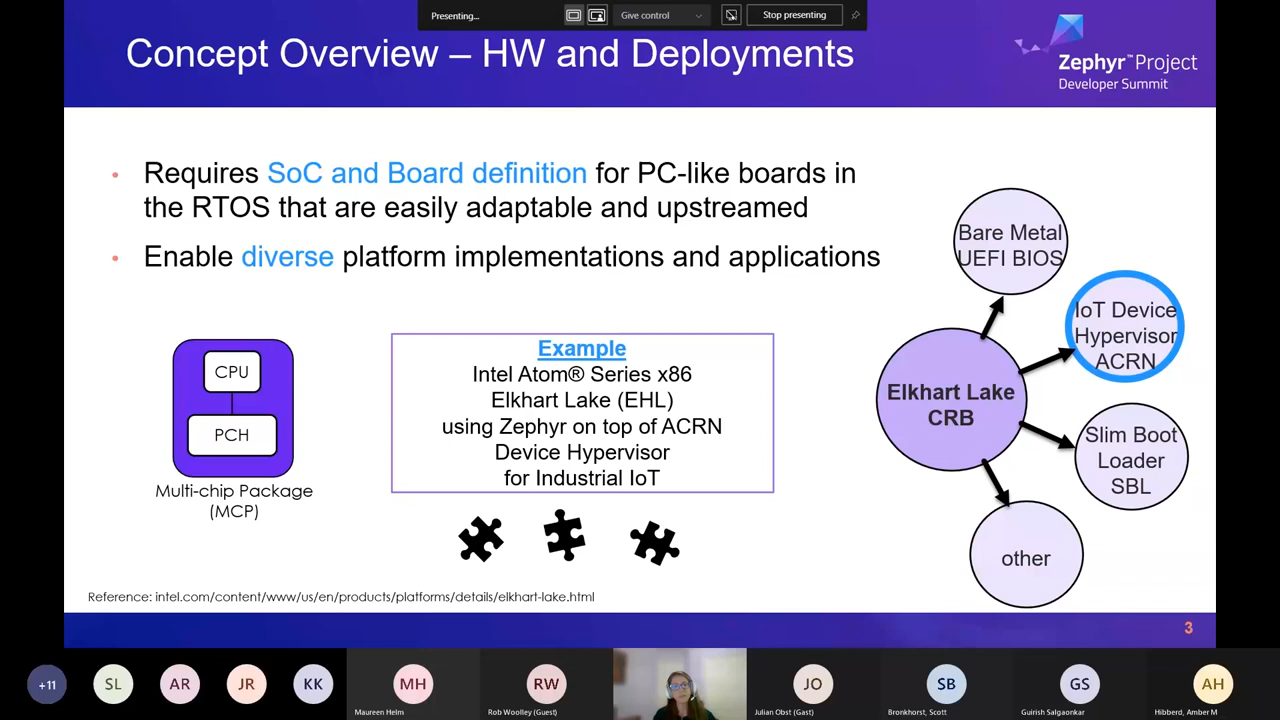 Presenting...
Give control
Stop presenting
Concept Overview – HW and Deployments
Zephyr™Project
Developer Summit
• Requires SoC and Board definition for PC-like boards in
the RTOS that are easily adaptable and upstreamed
• Enable diverse platform implementations and applications
CPU
PCH
Multi-chip Package
(MCP)
Example
Intel Atom® Series x86
Elkhart Lake (EHL)
using Zephyr on top of ACRN
Device Hypervisor
for Industrial IoT
Bare Metal
UEFI BIOS
IoT Device
Hypervisor
ACRN
Elkhart Lake
CRB
Slim Boot
Loader
SBL
other
Reference: intel.com/content/www/us/en/products/platforms/details/elkhart-lake.html
3
+11
SL
AR
JR
KK
MH
Maureen Helm
RW
Rob Woolley (Guest)
JO
Julian Obst (Gast)
SB
Bronkhorst, Scott
GS
Guirish Salgaonkar
AH
Hibberd, Amber M